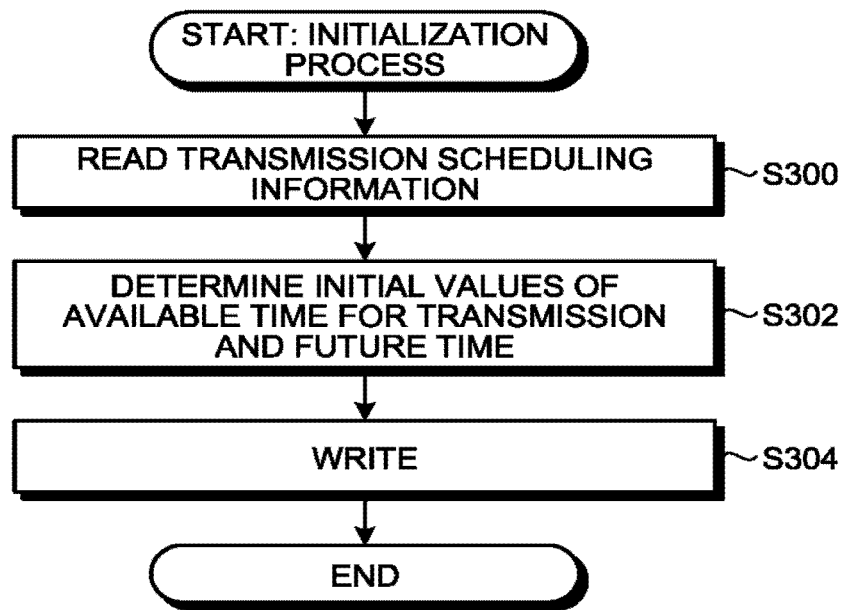 START: INITIALIZATION
PROCESS
READ TRANSMISSION SCHEDULING
INFORMATION
S300
DETERMINE INITIAL VALUES OF
AVAILABLE TIME FOR TRANSMISSION
AND FUTURE TIME
S302
WRITE
S304
END